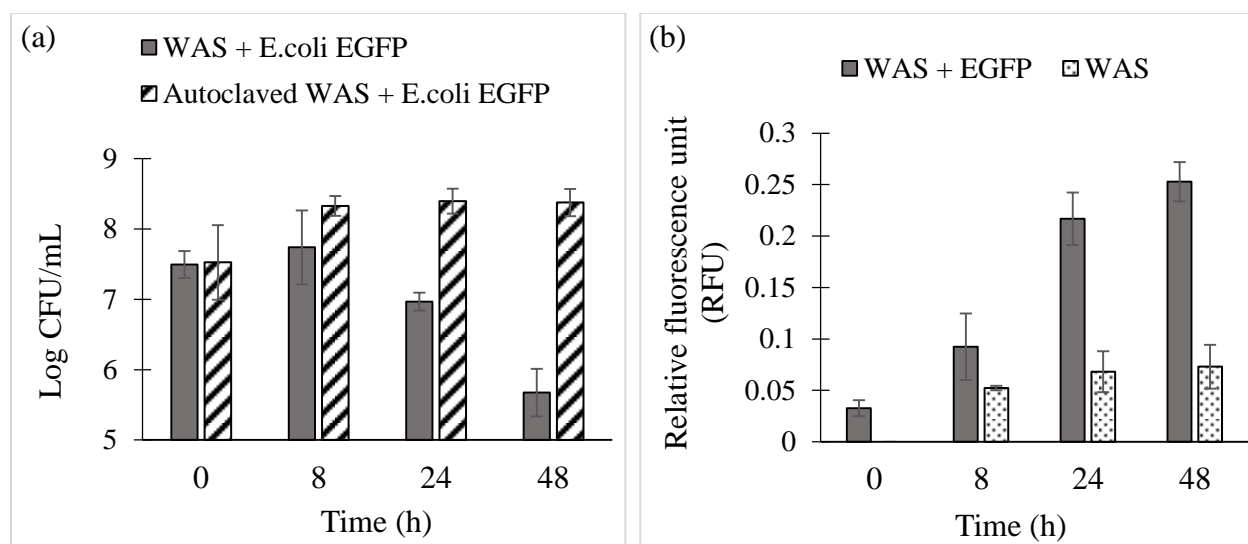 (a)
WAS + E.coli EGFP
Autoclaved WAS + E.coli EGFP
Log CFU/mL
9
8
7
6
5
0 8 24 48
Time (h)
(b)
WAS + EGFP WAS
Relative fluorescence unit
(RFU)
0.3
0.25
0.2
0.15
0.1
0.05
0
0 8 24 48
Time (h)